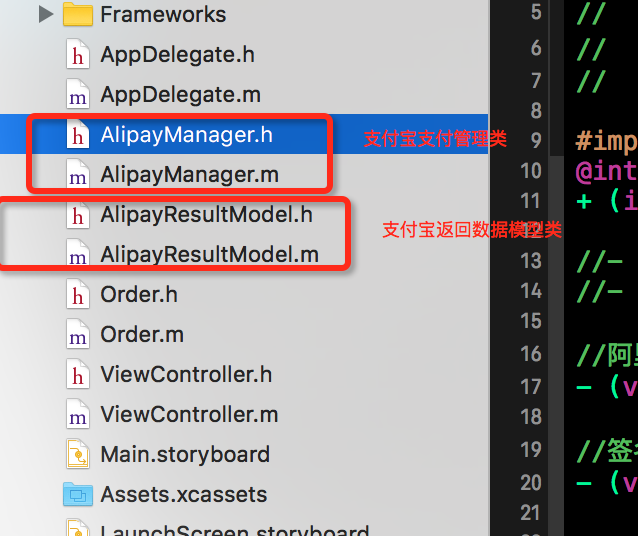 Frameworks
AppDelegate.h
AppDelegate.m
AlipayManager.h
支付宝支付管理类
AlipayManager.m
AlipayResultModel.h
支付宝返回数据模型类
AlipayResultModel.m
Order.h
Order.m
ViewController.h
ViewController.m
Main.storyboard
Assets.xcassets
LaunchScreen.storyboard
5 //
6 //
7 //
8
9 #imp
10 @int
11 + (i
12
13 //-
14 //-
15
16 //阿里
17 - (v
18
19 //签名
20 - (v
21